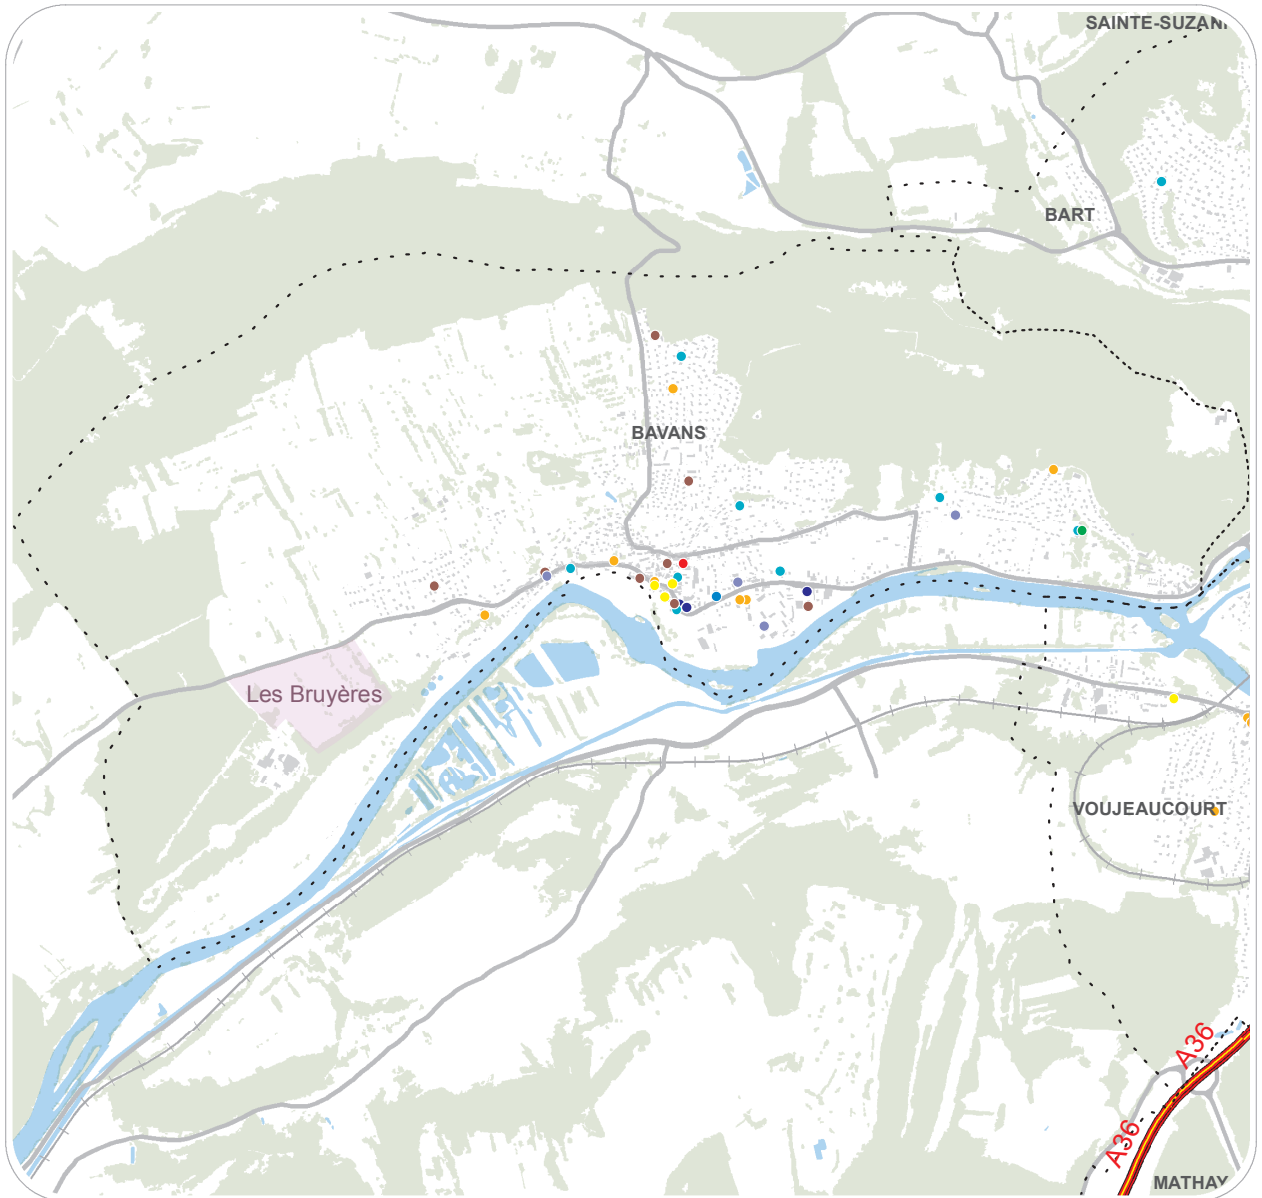 SAINTE-SUZAN
BART
BAVANS
Les Bruyères
VOUJEAUCOURT
A36
A36
MATHAY